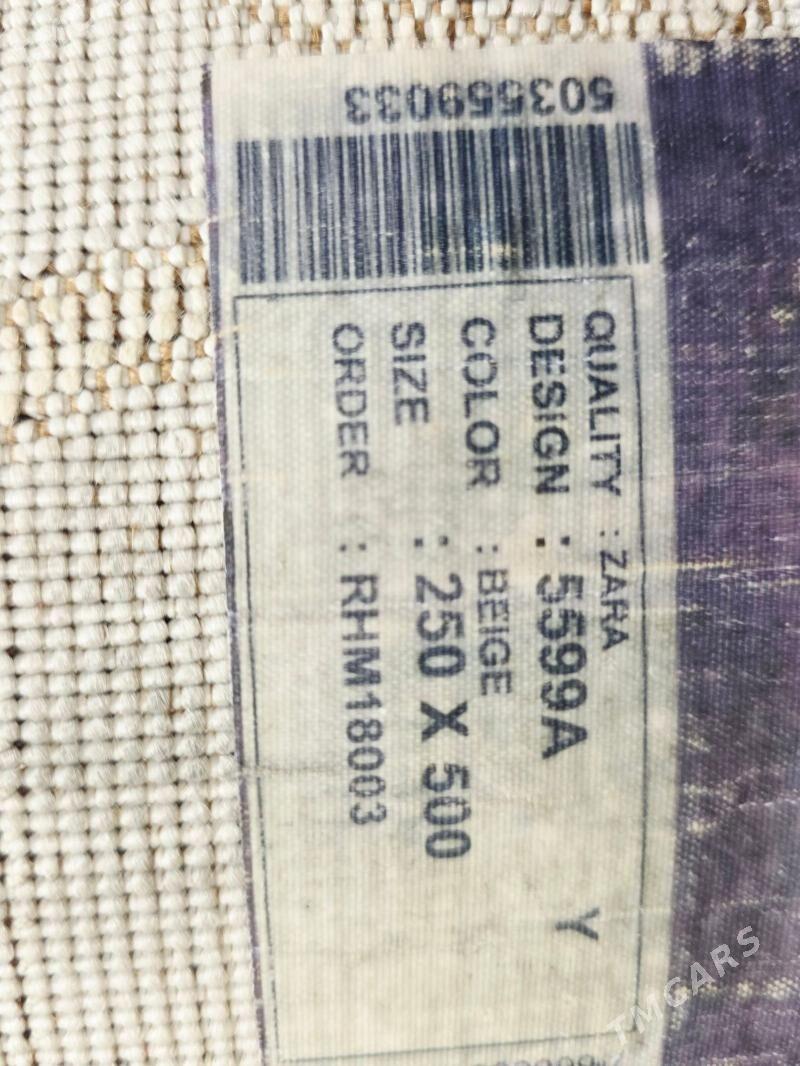 503559033
QUALITY : ZARA
DESIGN : 5599A Y
COLOR : BEIGE
SIZE : 250 X 500
ORDER : RHM18003
TMCARS